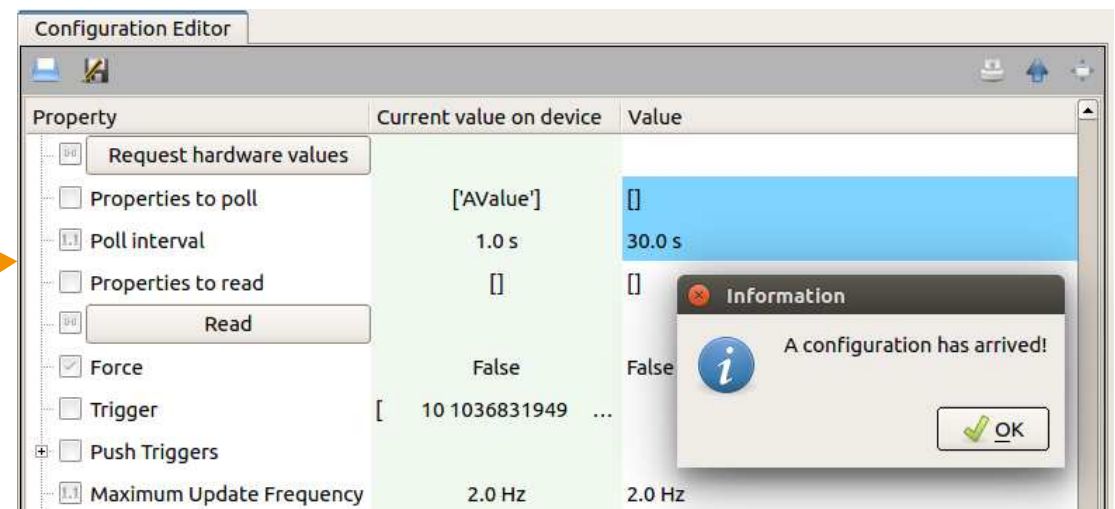 Configuration Editor
Property Current value on device Value
Request hardware values
Properties to poll ['AValue'] []
Poll interval 1.0 s 30.0 s
Properties to read [] []
Information
Read
A configuration has arrived!
Force False False
Trigger [ 10 1036831949 ...
OK
Push Triggers
Maximum Update Frequency 2.0 Hz 2.0 Hz